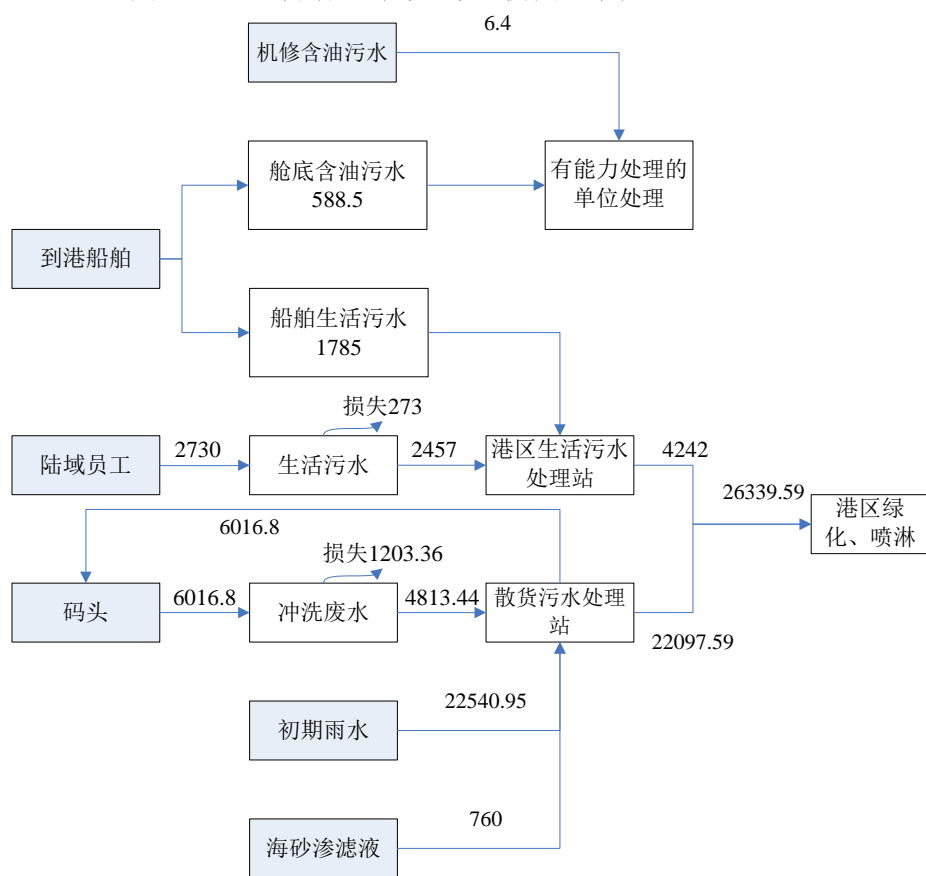 6.4
机修含油污水
舱底含油污水
588.5
有能力处理的
单位处理
到港船舶
船舶生活污水
1785
损失273
陆域员工
2730
生活污水
2457
港区生活污水
处理站
4242
26339.59
港区绿
化、喷淋
6016.8
损失1203.36
码头
6016.8
冲洗废水
4813.44
散货污水处理
站
22097.59
22540.95
初期雨水
760
海砂渗滤液